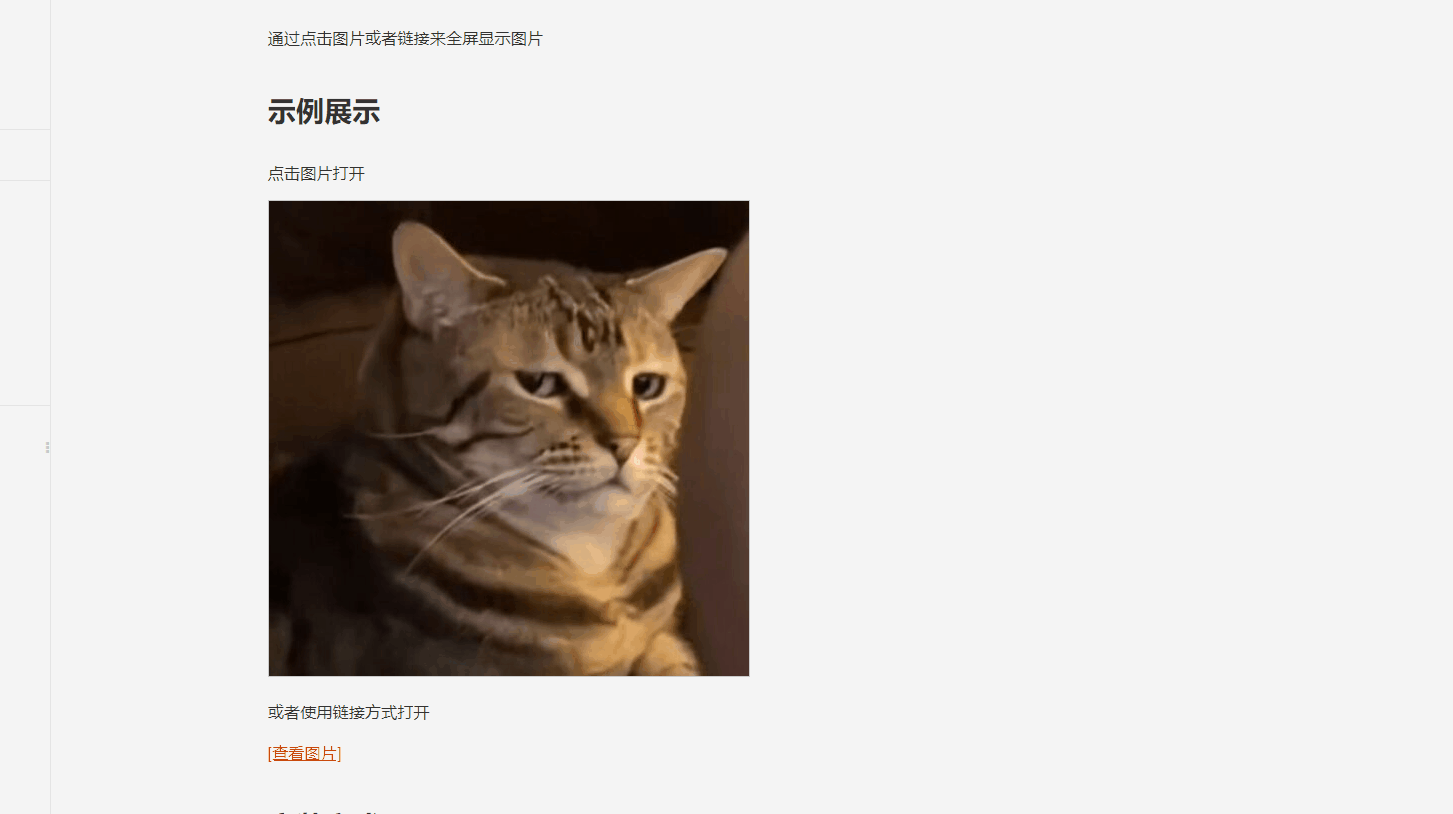 通过点击图片或者链接来全屏显示图片
示例展示
点击图片打开
或者使用链接方式打开
[查看图片]